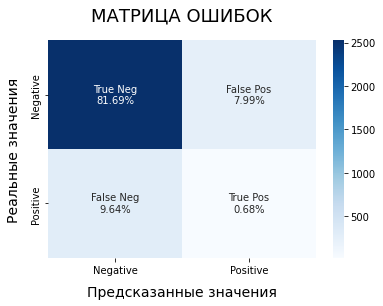 МАТРИЦА ОШИБОК
True Neg
81.69%
False Pos
7.99%
False Neg
9.64%
True Pos
0.68%
Negative
Positive
Реальные значения
Negative
Positive
Предсказанные значения
2500
2000
1500
1000
500